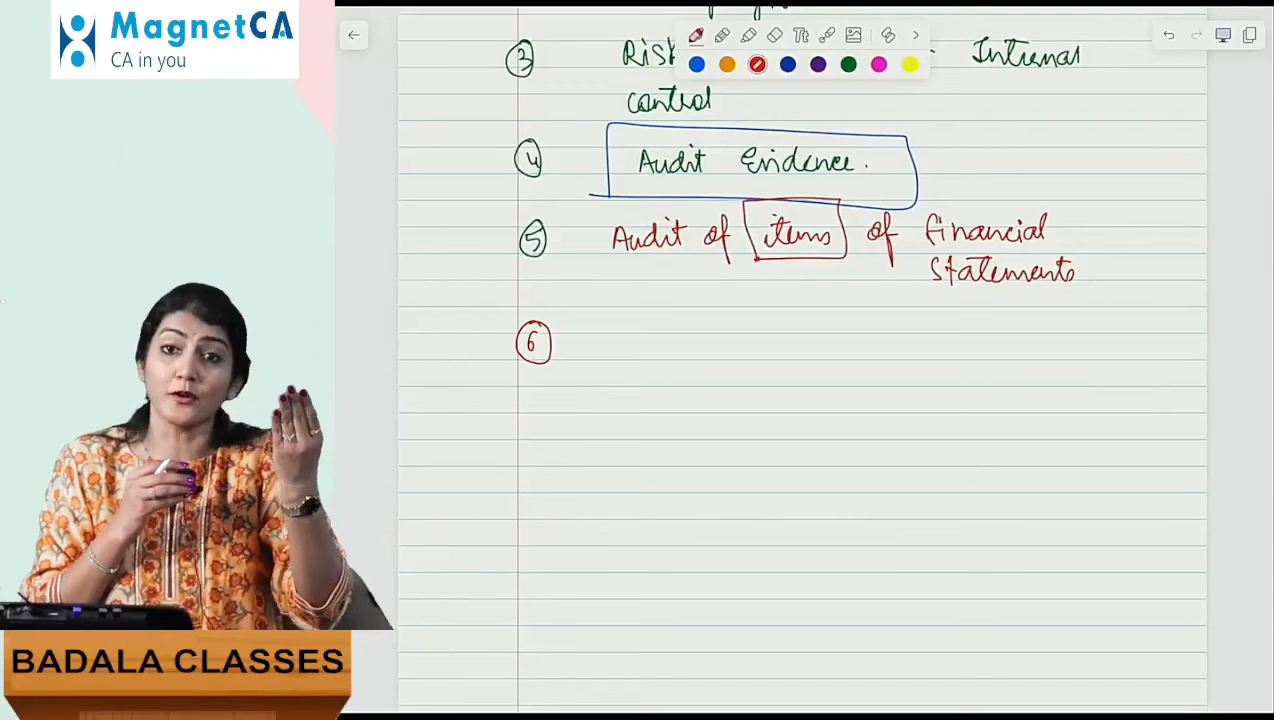 MagnetCA
CA in you
③ Risk Internal
control
④ Audit Evidence.
⑤ Audit of items of financial
Statements
⑥
BADALA CLASSES